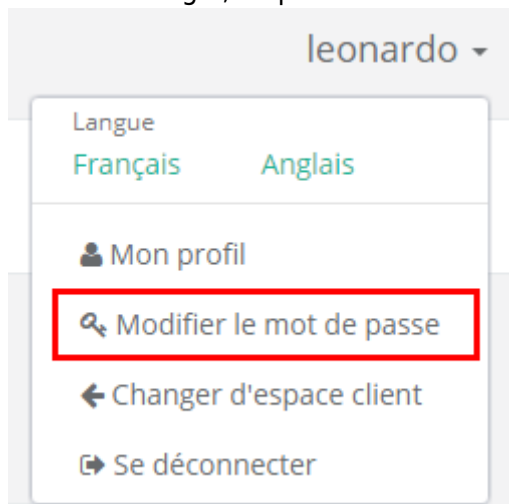 leonardo
Langue
Français Anglais
Mon profil
Modifier le mot de passe
Changer d'espace client
Se déconnecter